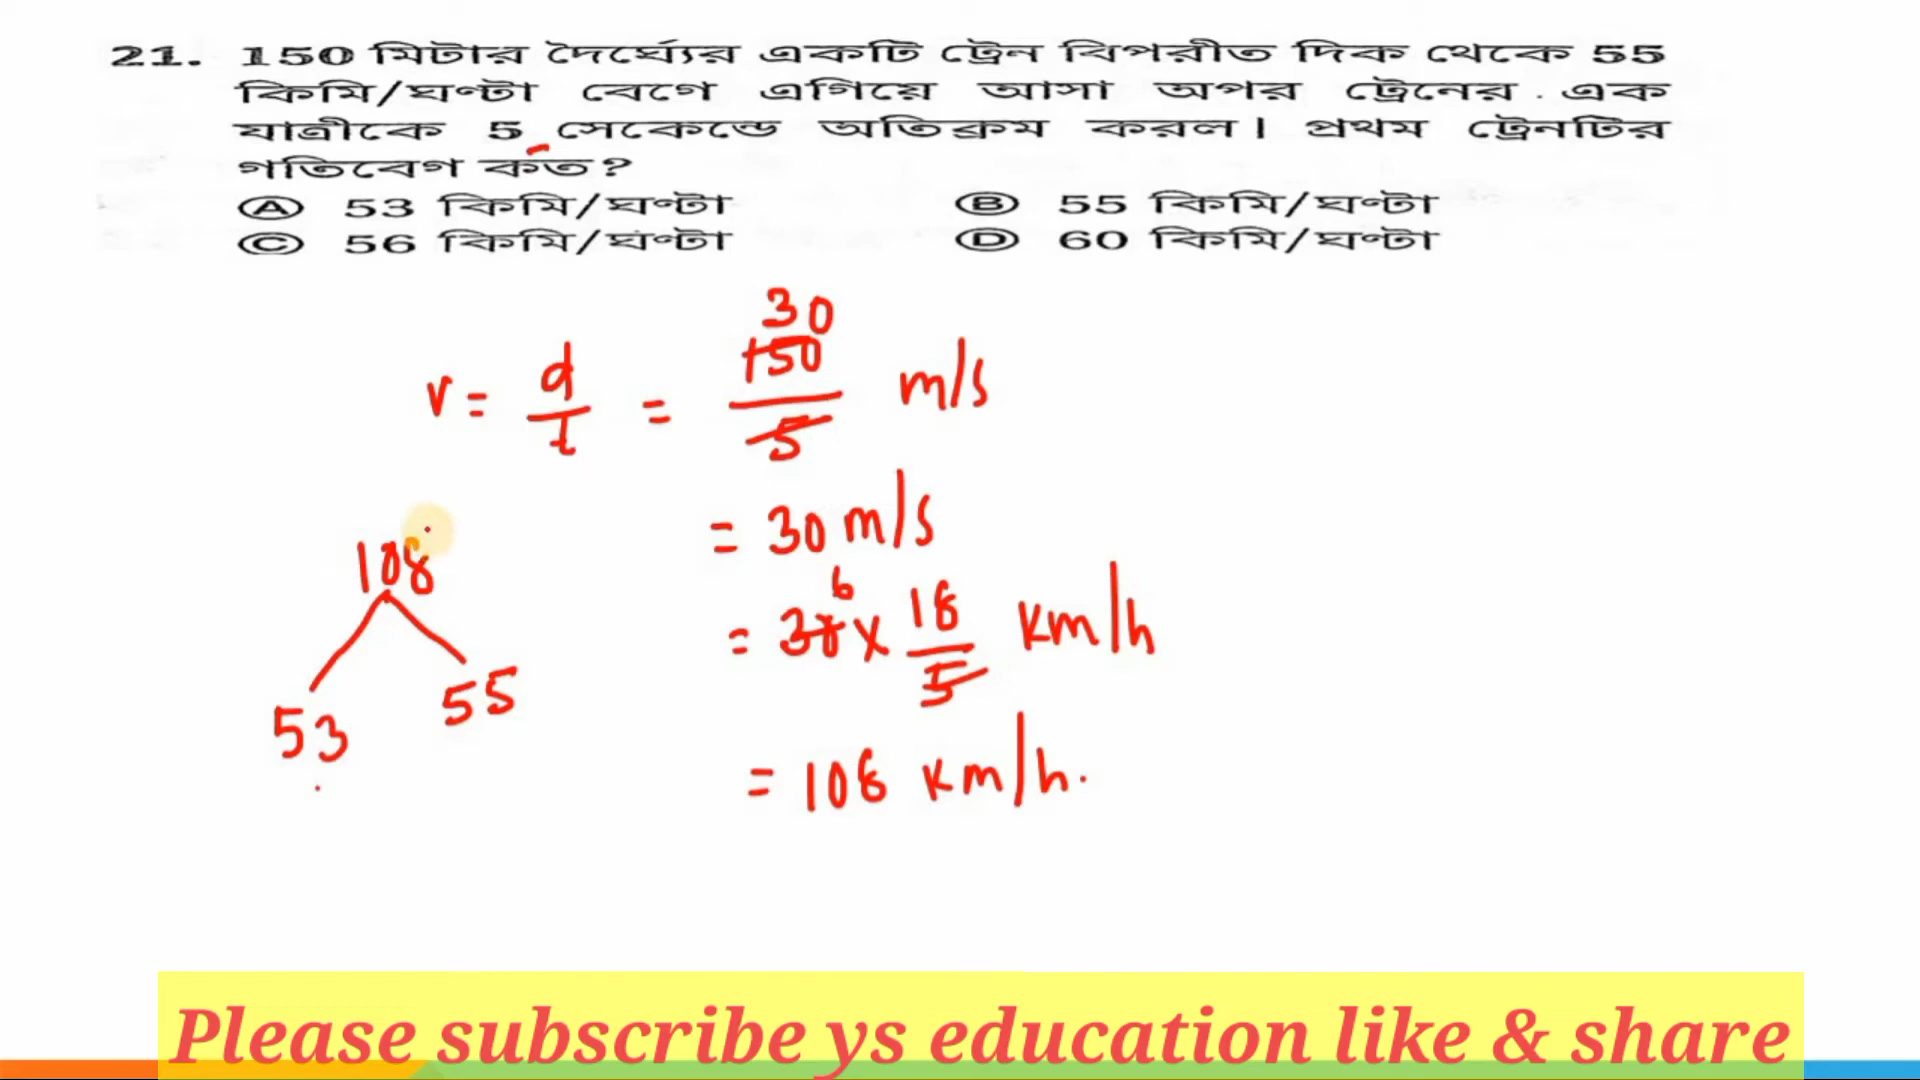 21. 150 মিটার দৈর্ঘ্যের একটি ট্রেন বিপরীত দিক থেকে 55
কিমি/ঘণ্টা বেগে এগিয়ে আসা অপর ট্রেনের এক
যাত্রীকে 5 সেকেন্ডে অতিক্রম করল। প্রথম ট্রেনটির
গতিবেগ কত?
Ⓐ 53 কিমি/ঘণ্টা Ⓑ 55 কিমি/ঘণ্টা
Ⓒ 56 কিমি/ঘণ্টা Ⓓ 60 কিমি/ঘণ্টা
30
v = d/t = 150/5 m/s
= 30 m/s
6
= 30 x 18/5 km/h
= 108 km/h.
108
53 55
Please subscribe ys education like & share